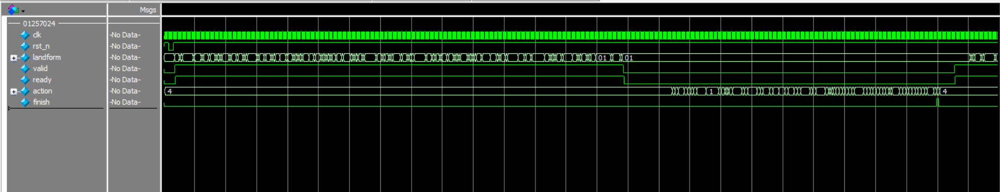 Msgs
01257024
clk -No Data-
rst_n -No Data-
landform -No Data- 01 01
valid -No Data-
ready -No Data-
action -No Data- 4 1 4
finish -No Data-